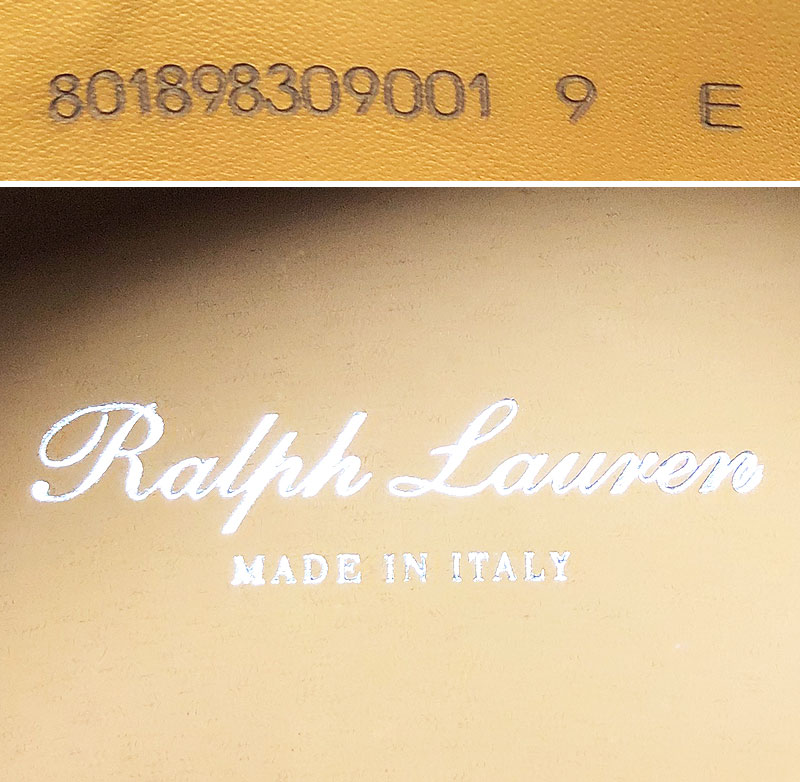 801898309001 9 E
Ralph Lauren
MADE IN ITALY